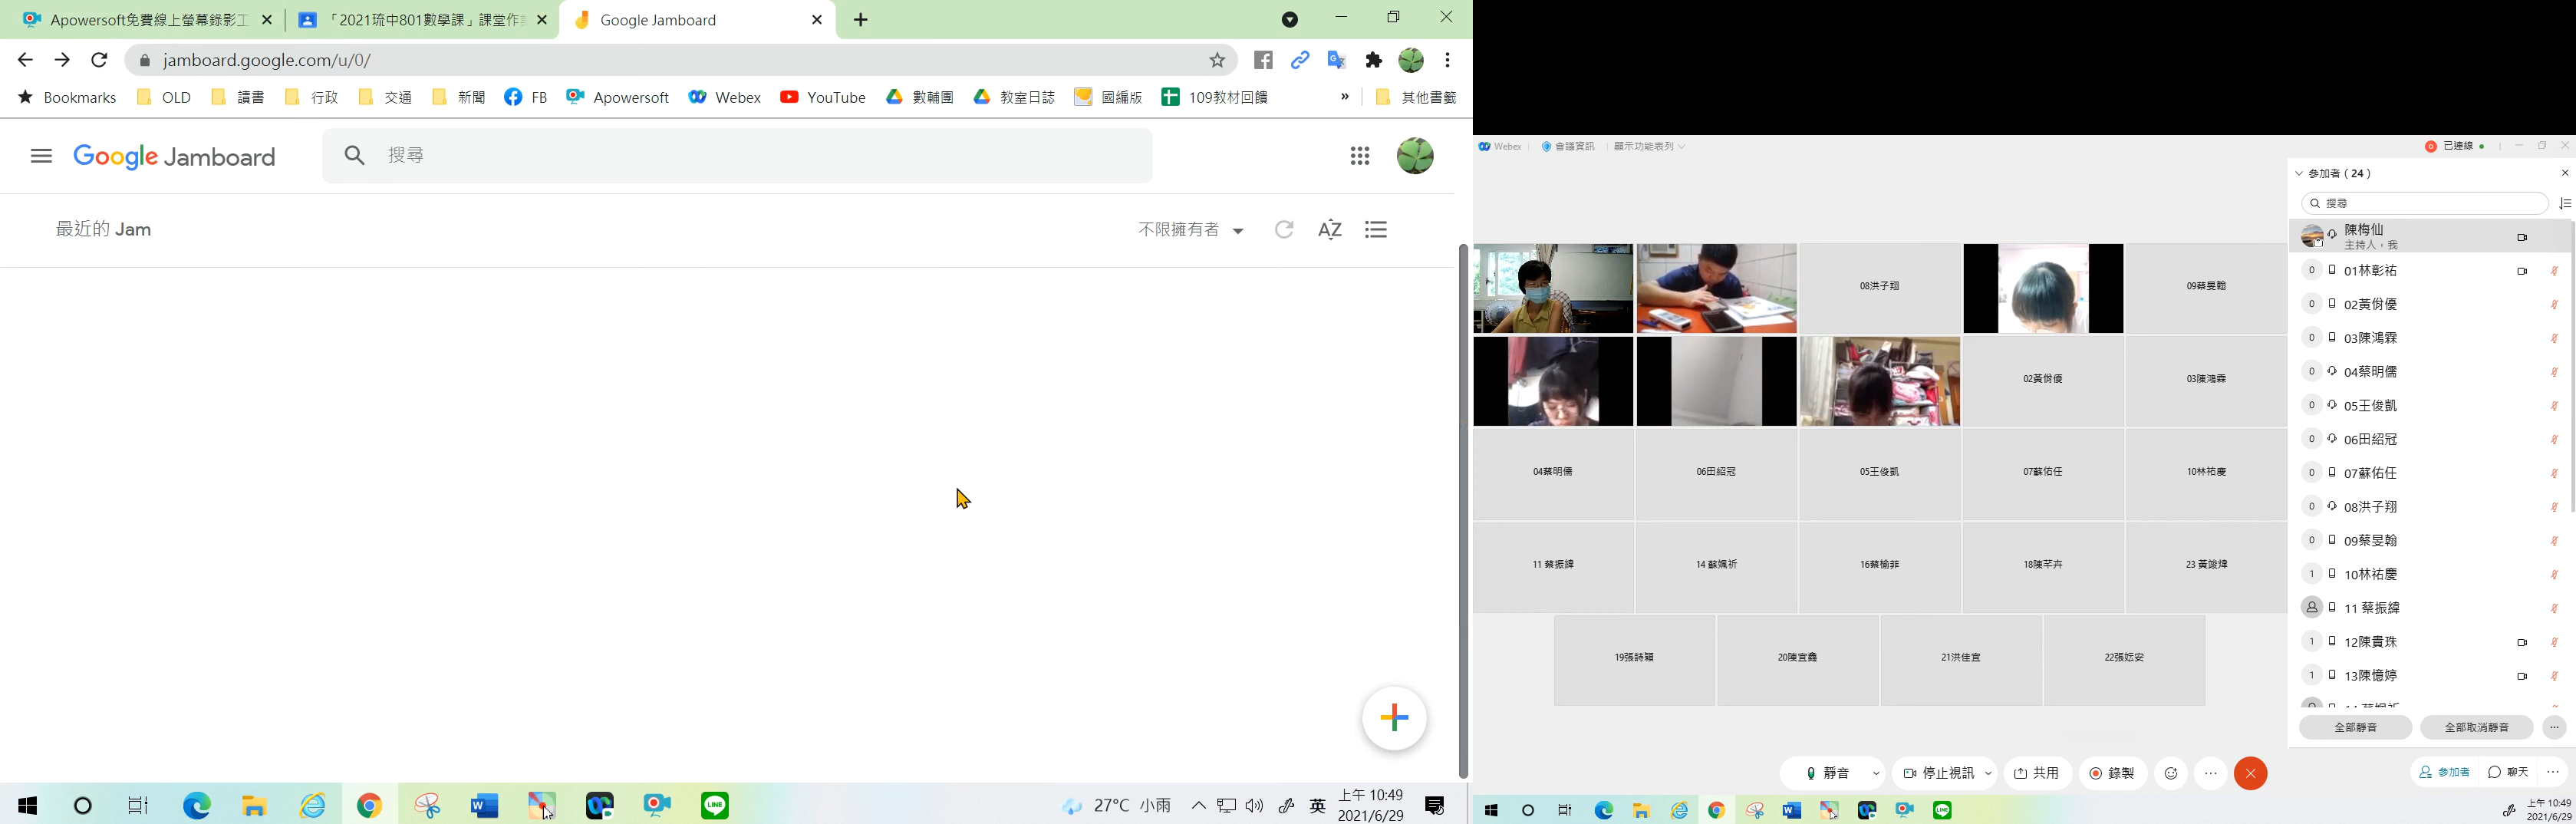 Apowersoft免費線上螢幕錄影工
「2021琉中801數學課」課堂作業
Google Jamboard
jamboard.google.com/u/0/
Bookmarks OLD 讀書 行政 交通 新聞 FB Apowersoft Webex YouTube 數輔團 教室日誌 國編版 109教材回饋 » 其他書籤
Google Jamboard
搜尋
最近的 Jam
不限擁有者
27°C 小雨
英
上午 10:49
2021/6/29
Webex 會議資訊 顯示功能表列
已連線
參加者 (24)
搜尋
陳梅仙
主持人，我
01林彰祐
02黃佾優
03陳鴻霖
04蔡明儒
05王俊凱
06田紹冠
07蘇佑任
08洪子翔
09蔡旻翰
10林祐慶
11 蔡振緯
12陳貴珠
13陳憶婷
全部靜音
全部取消靜音
08洪子翔
09蔡旻翰
02黃佾優
03陳鴻霖
04蔡明儒
06田紹冠
05王俊凱
07蘇佑任
10林祐慶
11 蔡振緯
14 蘇姵祈
16蔡榆菲
18陳芊卉
23 黃竣煒
19張詩穎
20陳宜鑫
21洪佳宜
22張妘安
靜音
停止視訊
共用
錄製
參加者
聊天
上午 10:49
2021/6/29